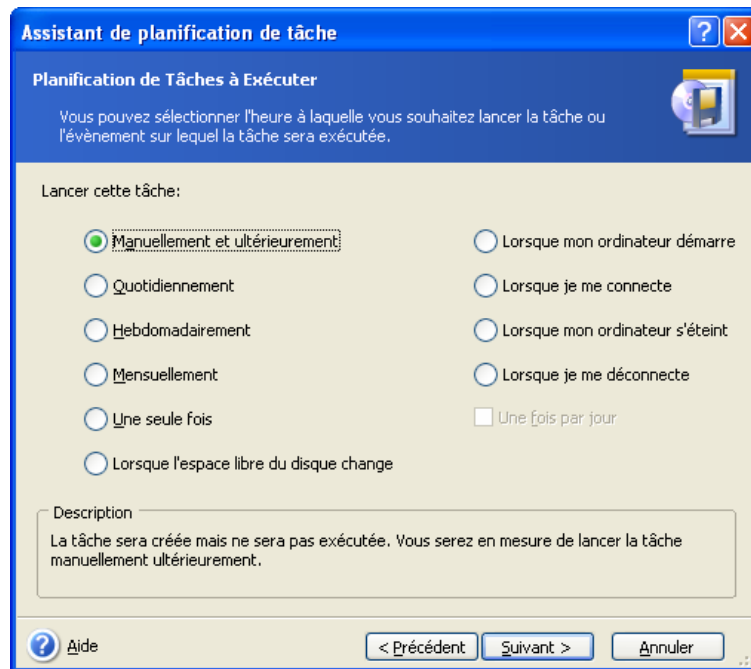 Assistant de planification de tâche
Planification de Tâches à Exécuter
Vous pouvez sélectionner l'heure à laquelle vous souhaitez lancer la tâche ou
l'évènement sur lequel la tâche sera exécutée.
Lancer cette tâche:
Manuellement et ultérieurement
Quotidiennement
Hebdomadairement
Mensuellement
Une seule fois
Lorsque l'espace libre du disque change
Lorsque mon ordinateur démarre
Lorsque je me connecte
Lorsque mon ordinateur s'éteint
Lorsque je me déconnecte
Une fois par jour
Description
La tâche sera créée mais ne sera pas exécutée. Vous serez en mesure de lancer la tâche
manuellement ultérieurement.
Aide
< Précédent
Suivant >
Annuler